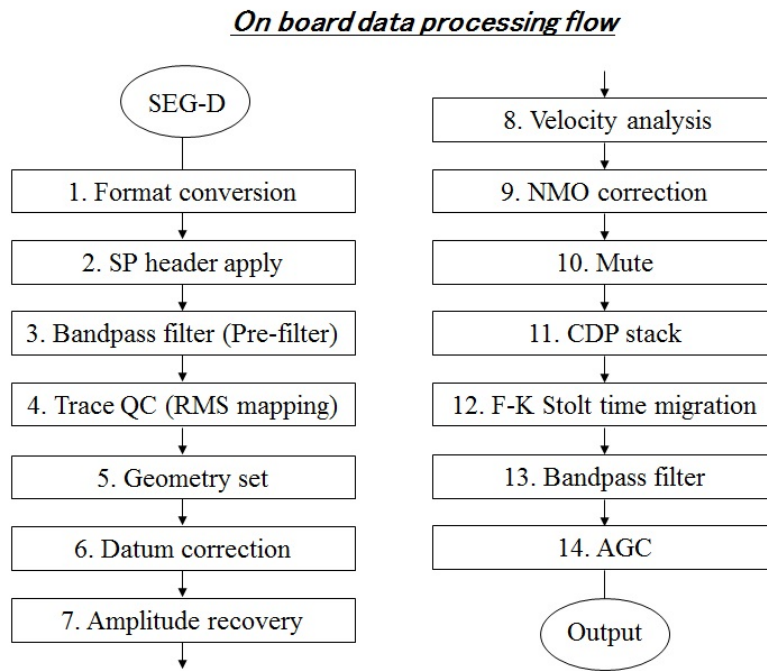 On board data processing flow
SEG-D
1. Format conversion
2. SP header apply
3. Bandpass filter (Pre-filter)
4. Trace QC (RMS mapping)
5. Geometry set
6. Datum correction
7. Amplitude recovery
8. Velocity analysis
9. NMO correction
10. Mute
11. CDP stack
12. F-K Stolt time migration
13. Bandpass filter
14. AGC
Output